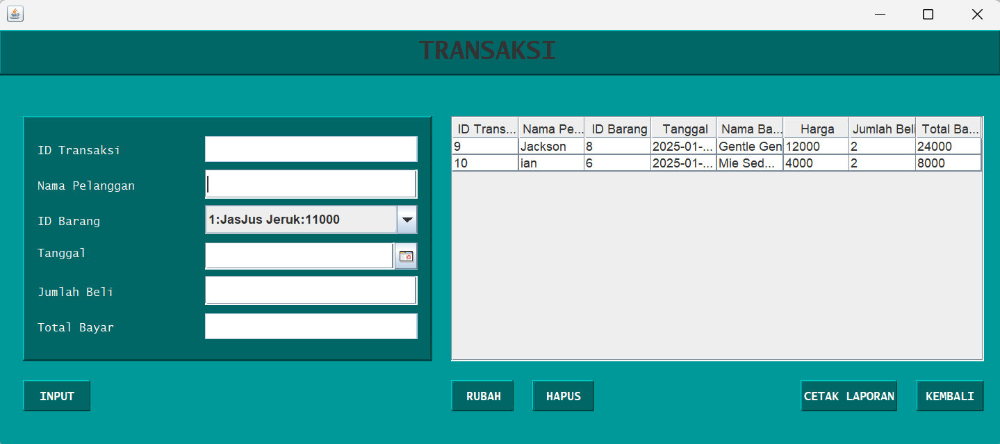 TRANSAKSI
ID Transaksi
Nama Pelanggan
ID Barang
1:JasJus Jeruk:11000
Tanggal
Jumlah Beli
Total Bayar
ID Trans... Nama Pe... ID Barang Tanggal Nama Ba... Harga Jumlah Beli Total Ba...
9 Jackson 8 2025-01-... Gentle Gen 12000 2 24000
10 ian 6 2025-01-... Mie Sed... 4000 2 8000
INPUT
RUBAH
HAPUS
CETAK LAPORAN
KEMBALI